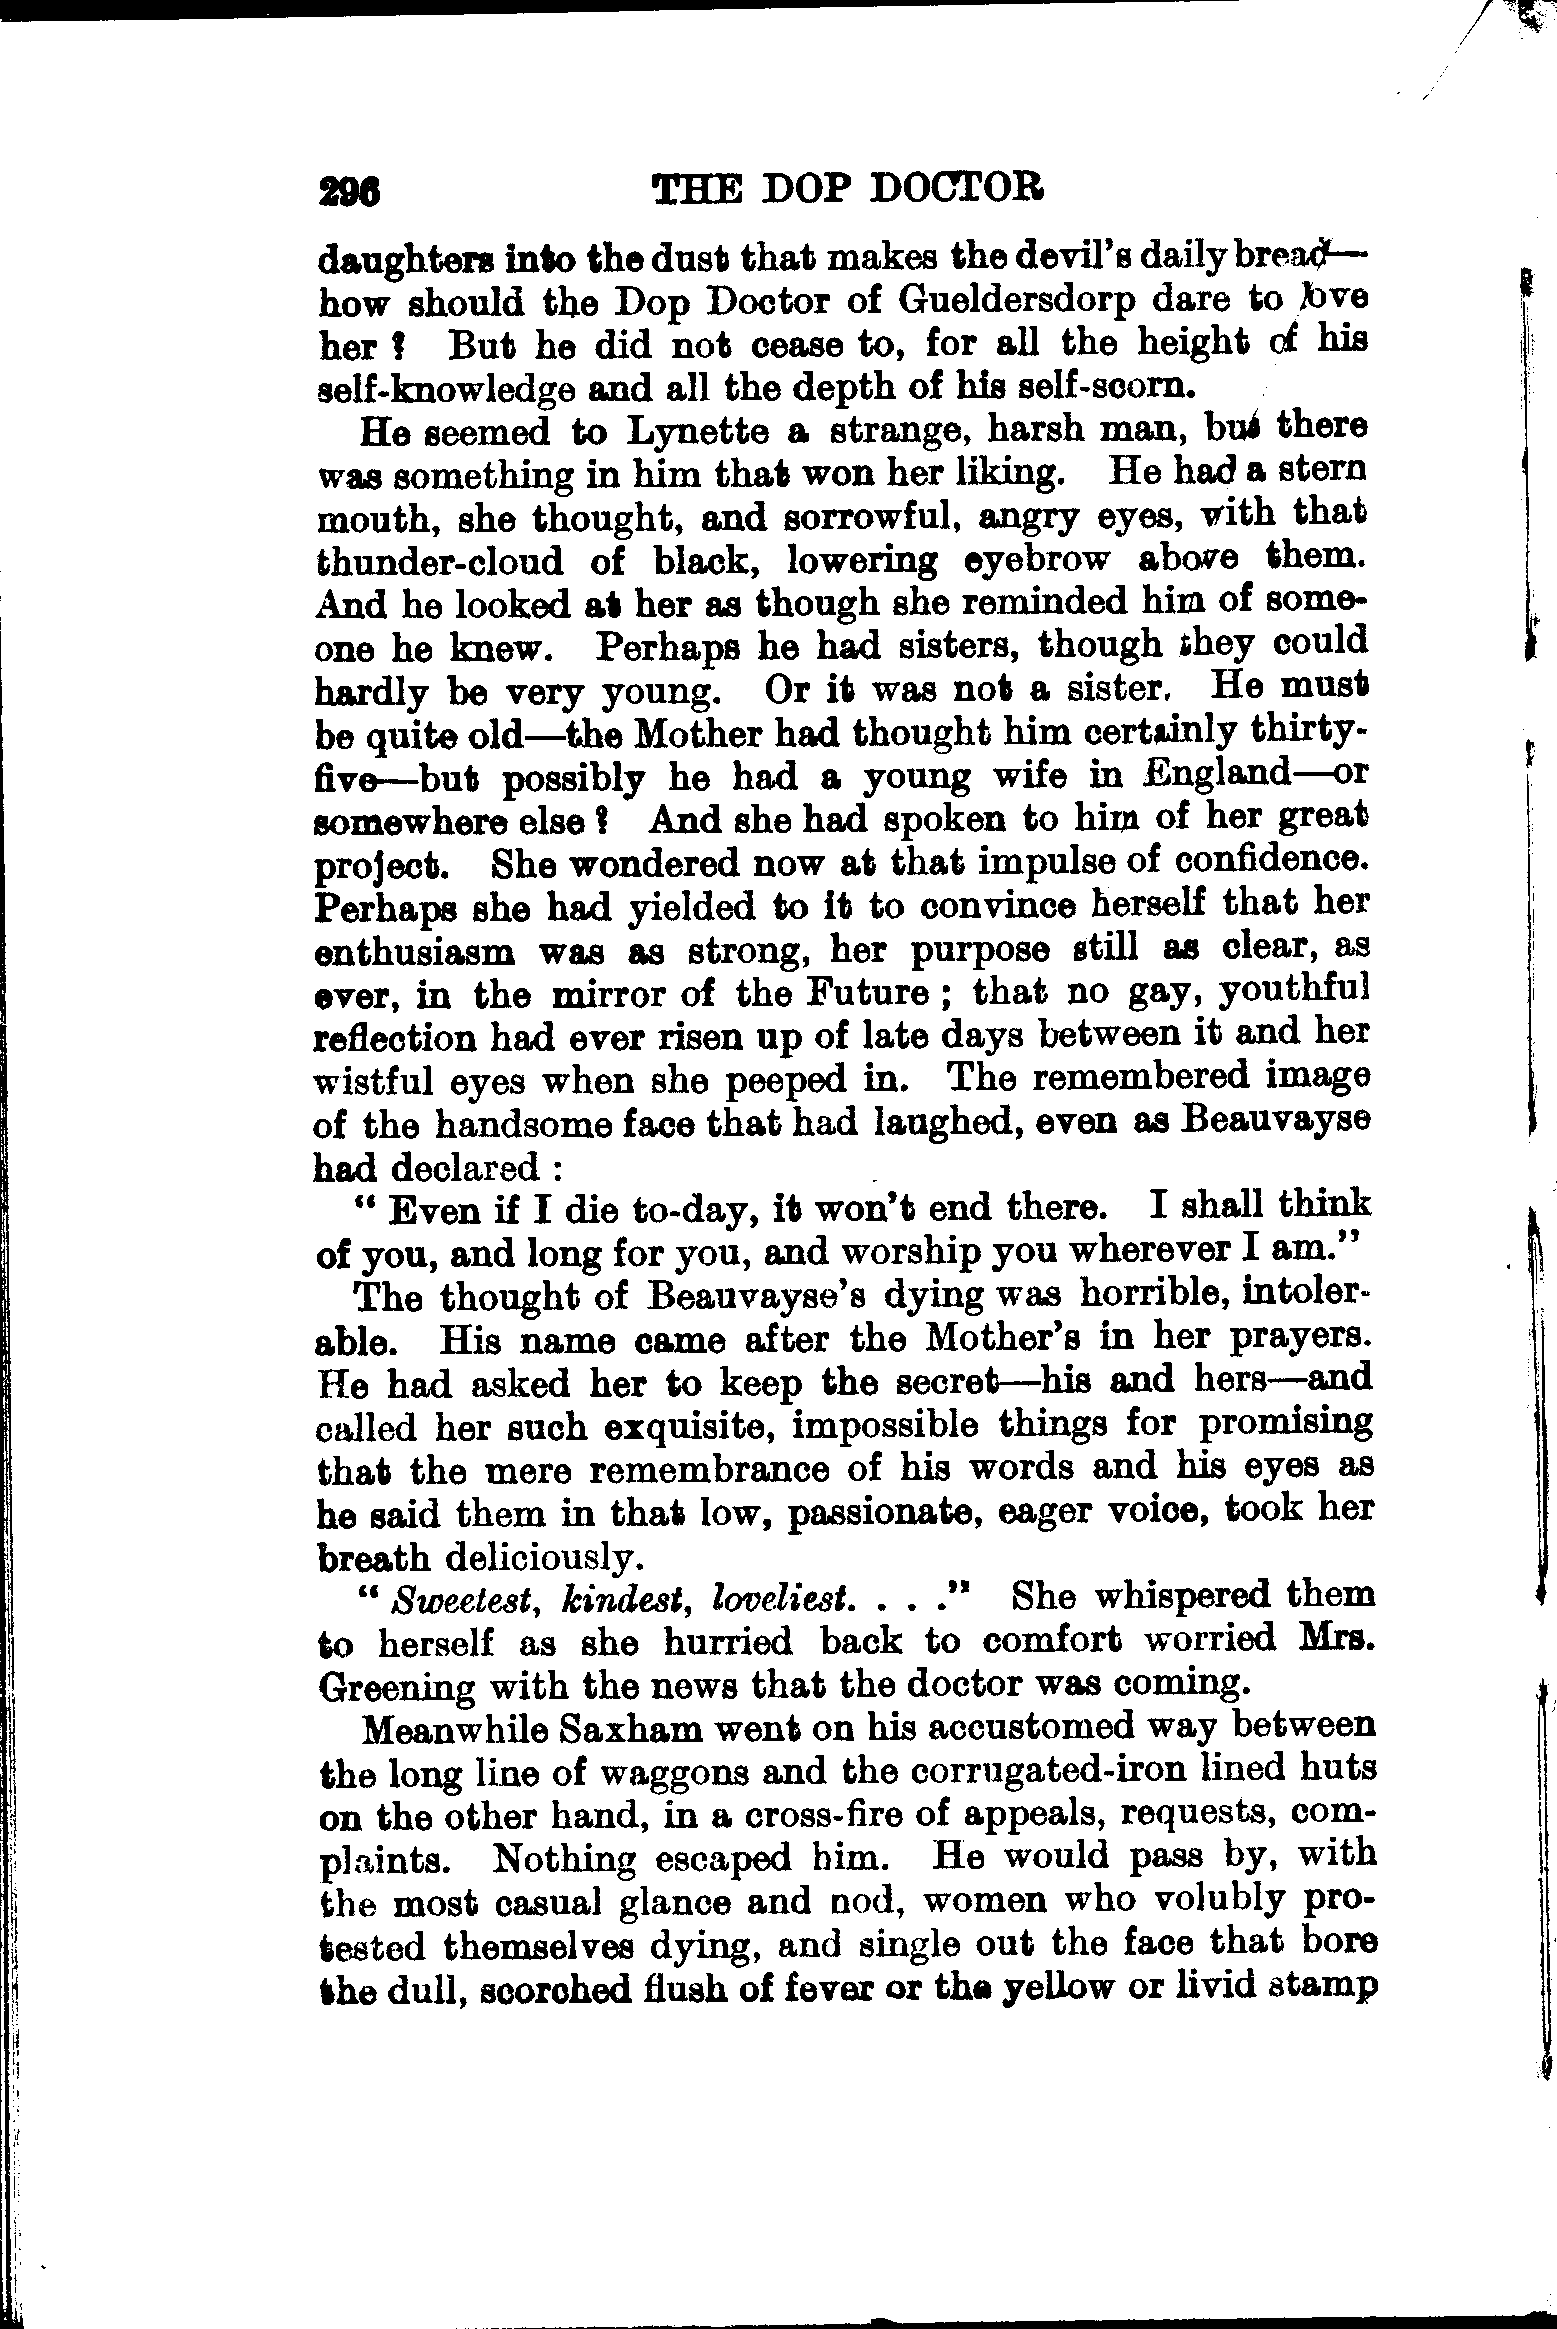 296 THE DOP DOCTOR
daughters into the dust that makes the devil's daily bread—
how should the Dop Doctor of Gueldersdorp dare to love
her? But he did not cease to, for all the height of his
self-knowledge and all the depth of his self-scorn.
He seemed to Lynette a strange, harsh man, but there
was something in him that won her liking. He had a stern
mouth, she thought, and sorrowful, angry eyes, with that
thunder-cloud of black, lowering eyebrow above them.
And he looked at her as though she reminded him of some-
one he knew. Perhaps he had sisters, though they could
hardly be very young. Or it was not a sister. He must
be quite old—the Mother had thought him certainly thirty-
five—but possibly he had a young wife in England—or
somewhere else? And she had spoken to him of her great
project. She wondered now at that impulse of confidence.
Perhaps she had yielded to it to convince herself that her
enthusiasm was as strong, her purpose still as clear, as
ever, in the mirror of the Future; that no gay, youthful
reflection had ever risen up of late days between it and her
wistful eyes when she peeped in. The remembered image
of the handsome face that had laughed, even as Beauvayse
had declared:
"Even if I die to-day, it won't end there. I shall think
of you, and long for you, and worship you wherever I am."
The thought of Beauvayse's dying was horrible, intoler-
able. His name came after the Mother's in her prayers.
He had asked her to keep the secret—his and hers—and
called her such exquisite, impossible things for promising
that the mere remembrance of his words and his eyes as
he said them in that low, passionate, eager voice, took her
breath deliciously.
"Sweetest, kindest, loveliest. . . ." She whispered them
to herself as she hurried back to comfort worried Mrs.
Greening with the news that the doctor was coming.
Meanwhile Saxham went on his accustomed way between
the long line of waggons and the corrugated-iron lined huts
on the other hand, in a cross-fire of appeals, requests, com-
plaints. Nothing escaped him. He would pass by, with
the most casual glance and nod, women who volubly pro-
tested themselves dying, and single out the face that bore
the dull, scorched flush of fever or the yellow or livid stamp